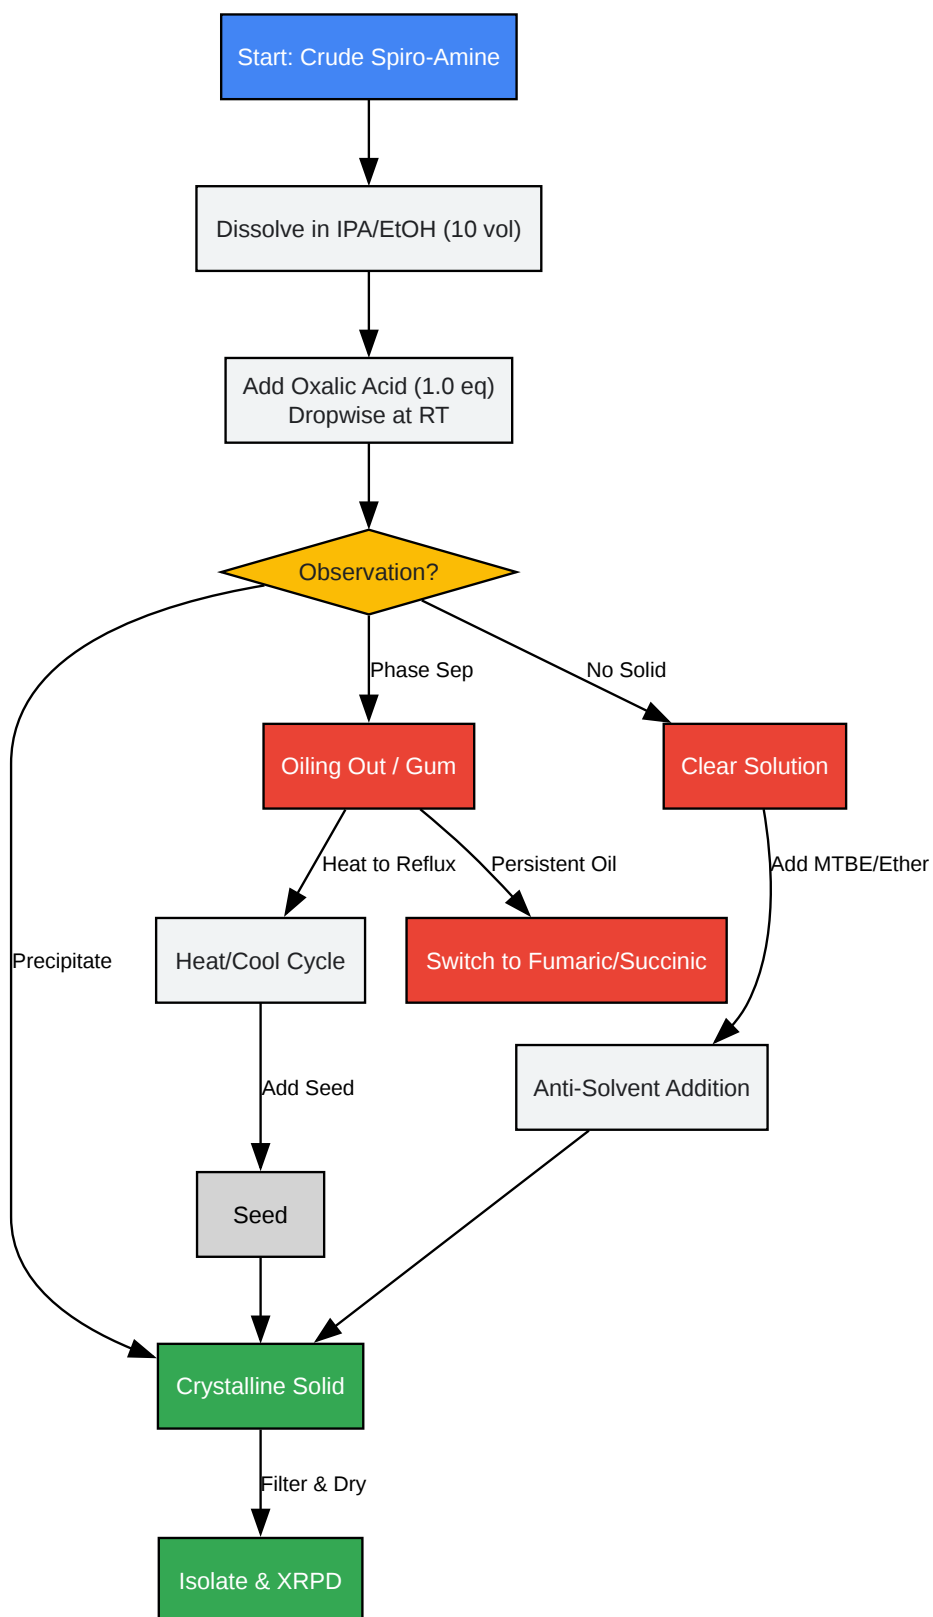 Start: Crude Spiro-Amine
Dissolve in IPA/EtOH (10 vol)
Add Oxalic Acid (1.0 eq)
Dropwise at RT
Observation?
Phase Sep
No Solid
Oiling Out / Gum
Clear Solution
Heat to Reflux
Persistent Oil
Add MTBE/Ether
Precipitate
Heat/Cool Cycle
Switch to Fumaric/Succinic
Add Seed
Anti-Solvent Addition
Seed
Crystalline Solid
Filter & Dry
Isolate & XRPD